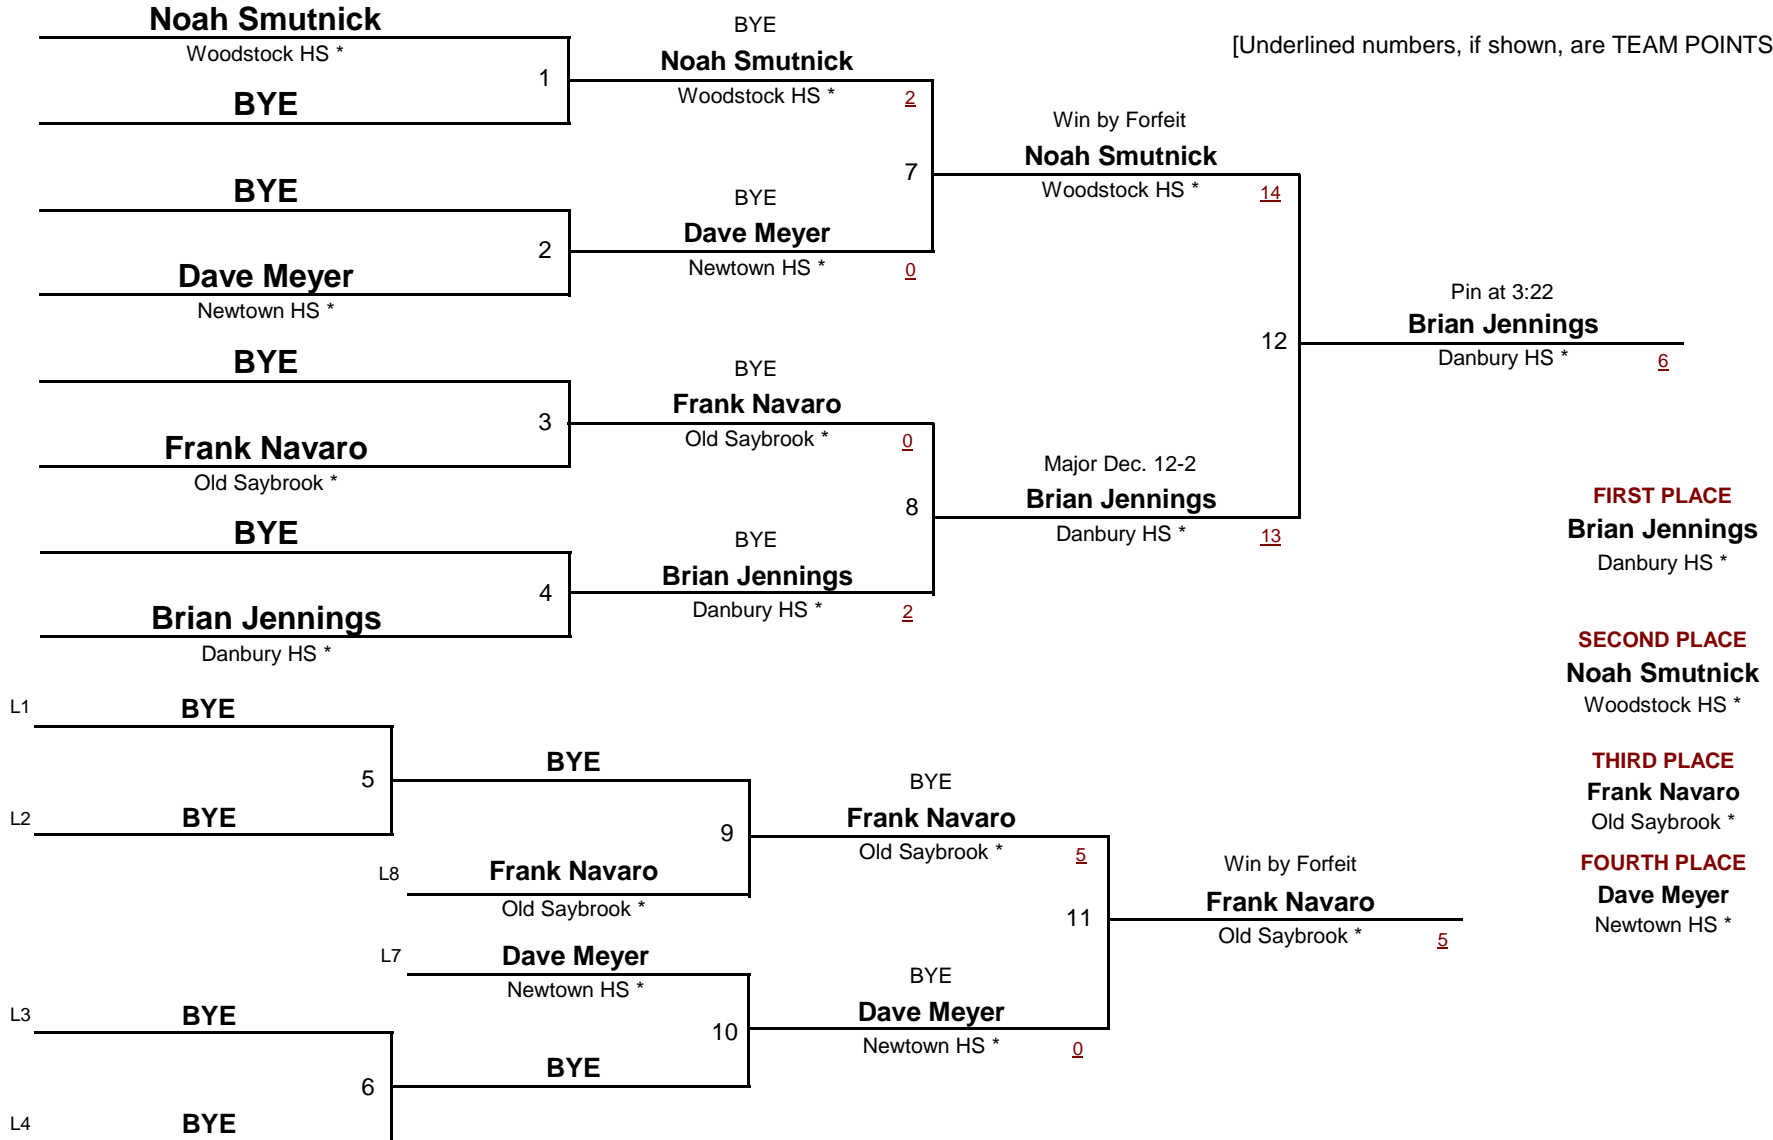 Noah Smutnick
Woodstock HS *
1
BYE
BYE
2
Dave Meyer
Newtown HS *
BYE
3
Frank Navaro
Old Saybrook *
BYE
4
Brian Jennings
Danbury HS *
BYE
Noah Smutnick
Woodstock HS *
2
7
BYE
Dave Meyer
Newtown HS *
0
BYE
Frank Navaro
Old Saybrook *
0
8
BYE
Brian Jennings
Danbury HS *
2
[Underlined numbers, if shown, are TEAM POINTS
Win by Forfeit
Noah Smutnick
Woodstock HS *
14
12
Major Dec. 12-2
Brian Jennings
Danbury HS *
13
Pin at 3:22
Brian Jennings
Danbury HS *
6
L1
BYE
5
L2
BYE
BYE
9
L8
Frank Navaro
Old Saybrook *
L7
Dave Meyer
Newtown HS *
10
L3
BYE
BYE
6
L4
BYE
BYE
Frank Navaro
Old Saybrook *
5
11
BYE
Dave Meyer
Newtown HS *
0
Win by Forfeit
Frank Navaro
Old Saybrook *
5
FIRST PLACE
Brian Jennings
Danbury HS *
SECOND PLACE
Noah Smutnick
Woodstock HS *
THIRD PLACE
Frank Navaro
Old Saybrook *
FOURTH PLACE
Dave Meyer
Newtown HS *